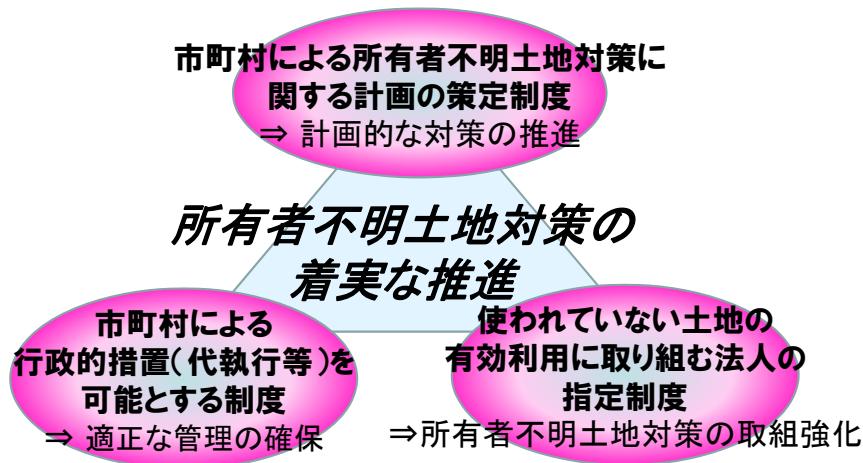 市町村による所有者不明土地対策に
関する計画の策定制度
⇒ 計画的な対策の推進
所有者不明土地対策の
着実な推進
市町村による
行政的措置(代執行等)を
可能とする制度
⇒ 適正な管理の確保
使われていない土地の
有効利用に取り組む法人の
指定制度
⇒所有者不明土地対策の取組強化